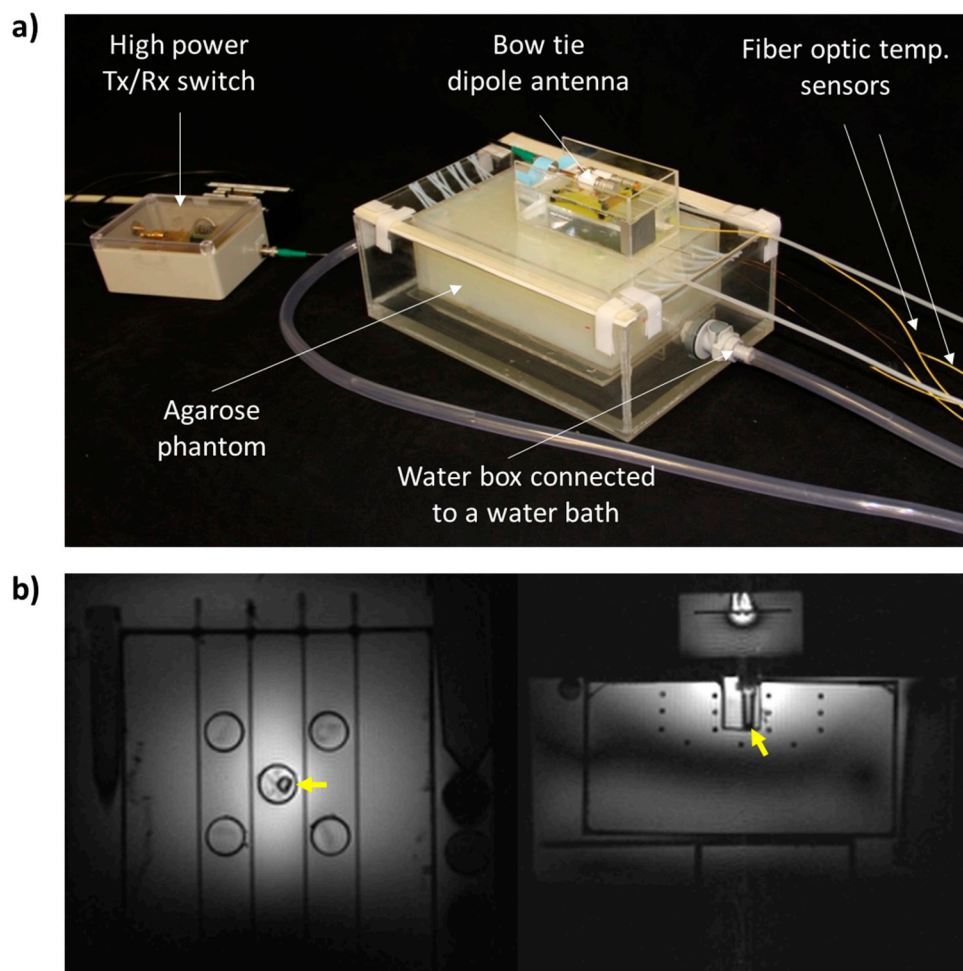 a)
High power
Tx/Rx switch
Bow tie
dipole antenna
Fiber optic temp.
sensors
Agarose
phantom
Water box connected
to a water bath
b)